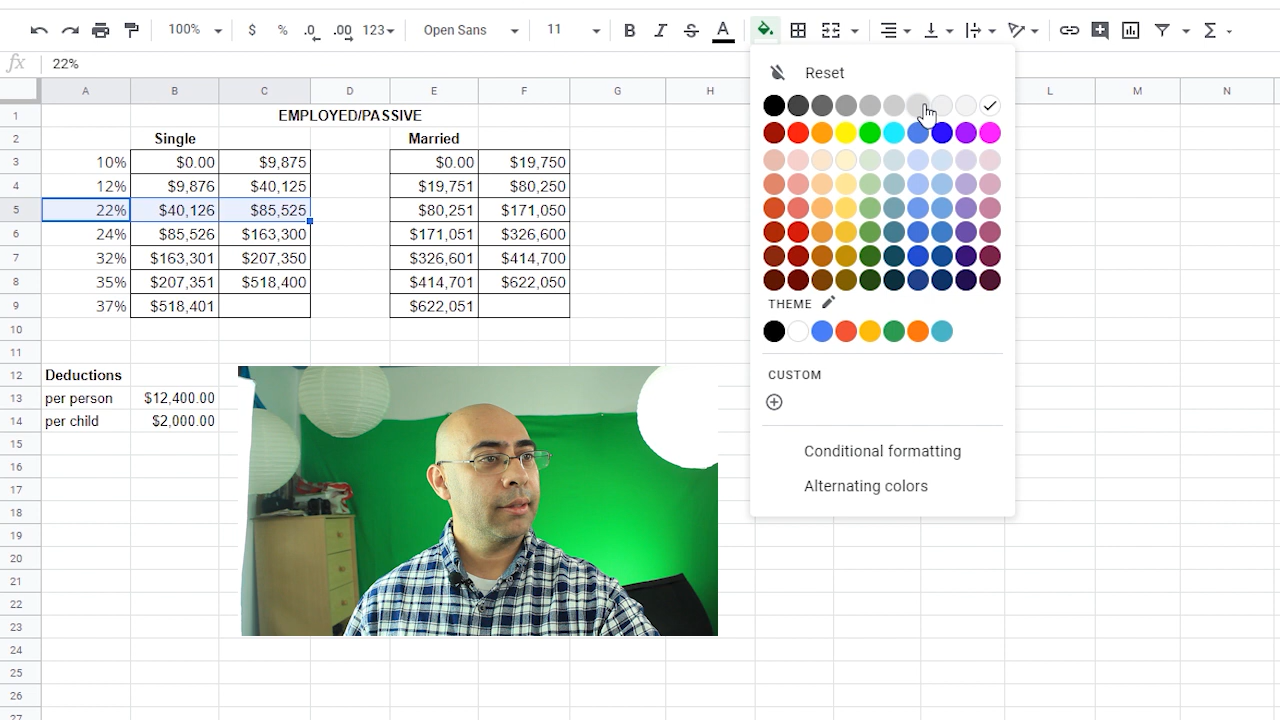 100% $ % .0 .00 123 Open Sans 11 B I S A Σ
Reset
fx 22%
A B C D E F G H L M N
1 EMPLOYED/PASSIVE
2 Single Married
3 10% $0.00 $9,875 $0.00 $19,750
4 12% $9,876 $40,125 $19,751 $80,250
5 22% $40,126 $85,525 $80,251 $171,050
6 24% $85,526 $163,300 $171,051 $326,600
7 32% $163,301 $207,350 $326,601 $414,700
8 35% $207,351 $518,400 $414,701 $622,050
9 37% $518,401 $622,051
THEME
10
11
12 Deductions
CUSTOM
13 per person $12,400.00
14 per child $2,000.00
15
Conditional formatting
16
17
Alternating colors
18
19
20
21
22
23
24
25
26
27